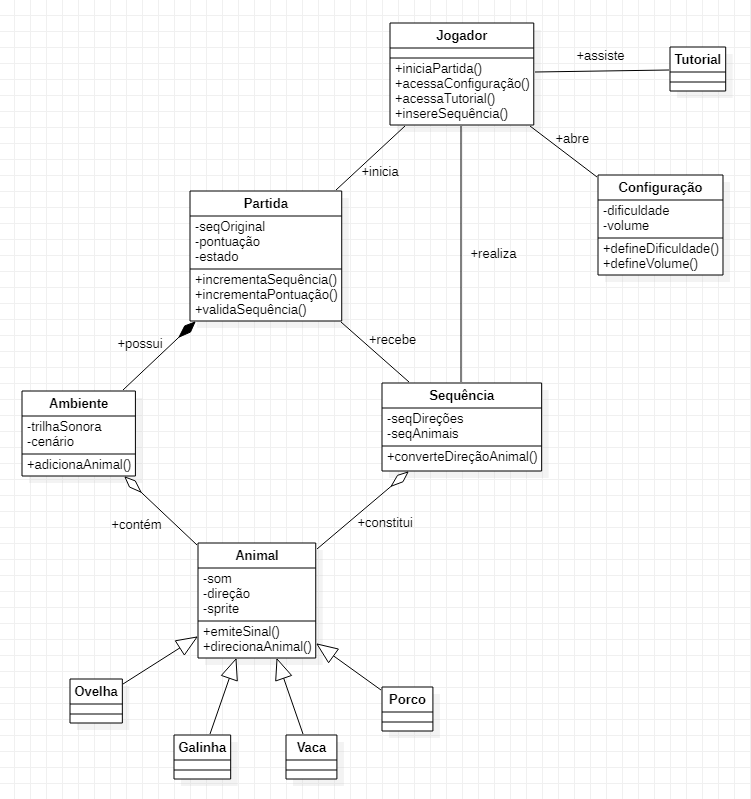 Jogador
+iniciaPartida()
+acessaConfiguração()
+acessaTutorial()
+insereSequência()
+assiste
Tutorial
+abre
+inicia
Configuração
-dificuldade
-volume
+defineDificuldade()
+defineVolume()
Partida
-seqOriginal
-pontuação
-estado
+incrementaSequência()
+incrementaPontuação()
+validaSequência()
+realiza
+possui
+recebe
Ambiente
-trilhaSonora
-cenário
+adicionaAnimal()
Sequência
-seqDireções
-seqAnimais
+converteDireçãoAnimal()
+contém
+constitui
Animal
-som
-direção
-sprite
+emiteSinal()
+direcionaAnimal()
Ovelha
Porco
Galinha
Vaca